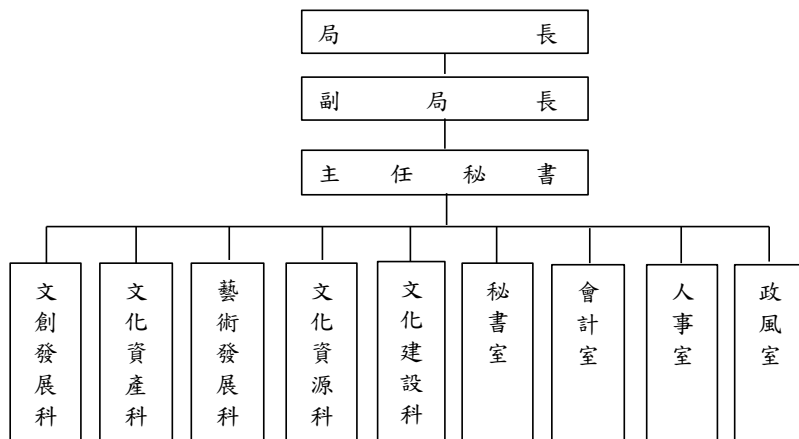 局長
副局長
主任秘書
文創發展科
文化資產科
藝術發展科
文化資源科
文化建設科
秘書室
會計室
人事室
政風室